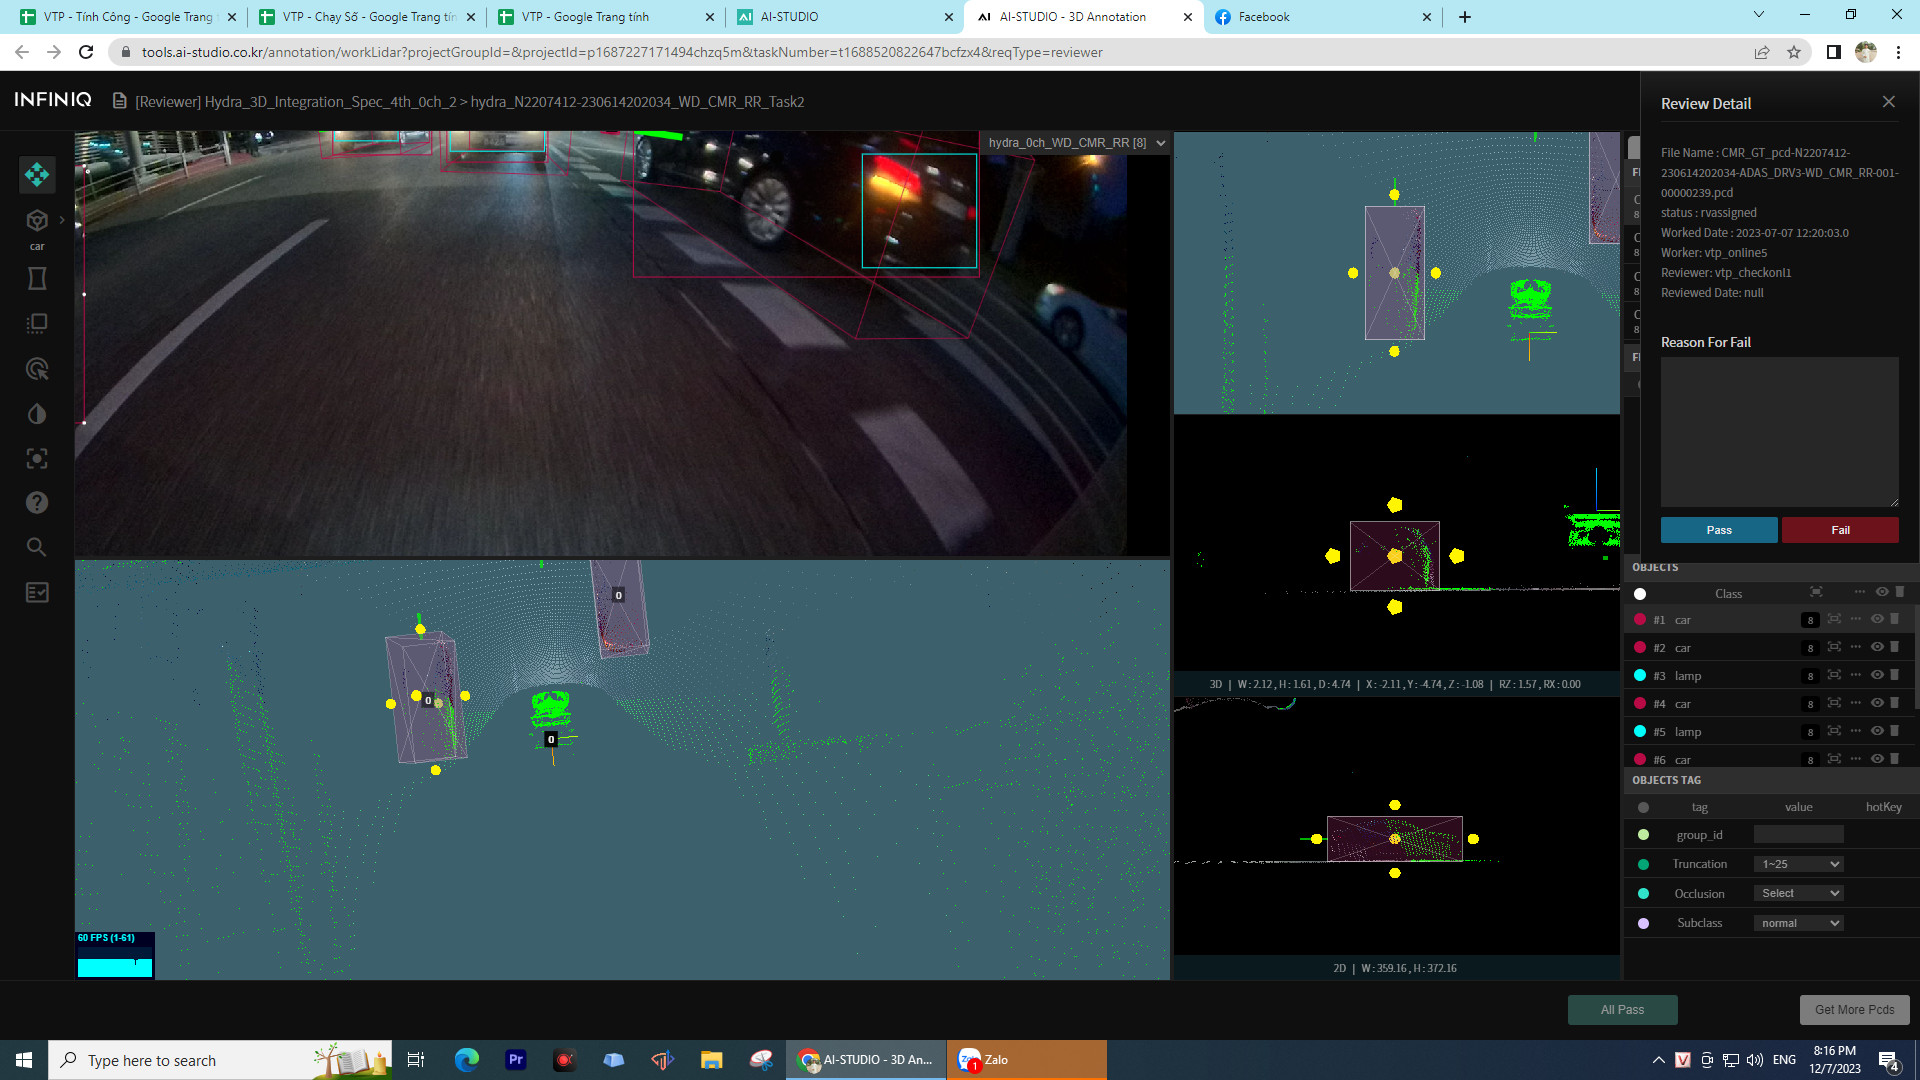 VTP - Tính Công - Google Trang
VTP - Chạy Số - Google Trang tín
VTP - Google Trang tính
AI-STUDIO
AI-STUDIO - 3D Annotation
Facebook
tools.ai-studio.co.kr/annotation/workLidar?projectGroupId=&projectId=p1687227171494chzq5m&taskNumber=t1688520822647bcfzx4&reqType=reviewer
INFINIQ
[Reviewer] Hydra_3D_Integration_Spec_4th_0ch_2 > hydra_N2207412-230614202034_WD_CMR_RR_Task2
car
hydra_0ch_WD_CMR_RR [8]
Review Detail
File Name : CMR_GT_pcd-N2207412-
230614202034-ADAS_DRV3-WD_CMR_RR-001-
00000239.pcd
status : rvassigned
Worked Date : 2023-07-07 12:20:03.0
Worker: vtp_online5
Reviewer: vtp_checkonl1
Reviewed Date: null
Reason For Fail
Pass
Fail
OBJECTS
Class
#1 car 8
#2 car 8
#3 lamp 8
#4 car 8
#5 lamp 8
#6 car 8
OBJECTS TAG
tag value hotKey
group_id
Truncation 1~25
Occlusion Select
Subclass normal
0
0
0
60 FPS (1-61)
3D | W : 2.12 , H : 1.61 , D : 4.74 | X : -2.11, Y : -4.74, Z : -1.08 | RZ : 1.57, RX : 0.00
2D | W : 359.16 , H : 372.16
All Pass
Get More Pcds
Type here to search
Pr
AI-STUDIO - 3D An...
Zalo
1
V
ENG
8:16 PM
12/7/2023
4